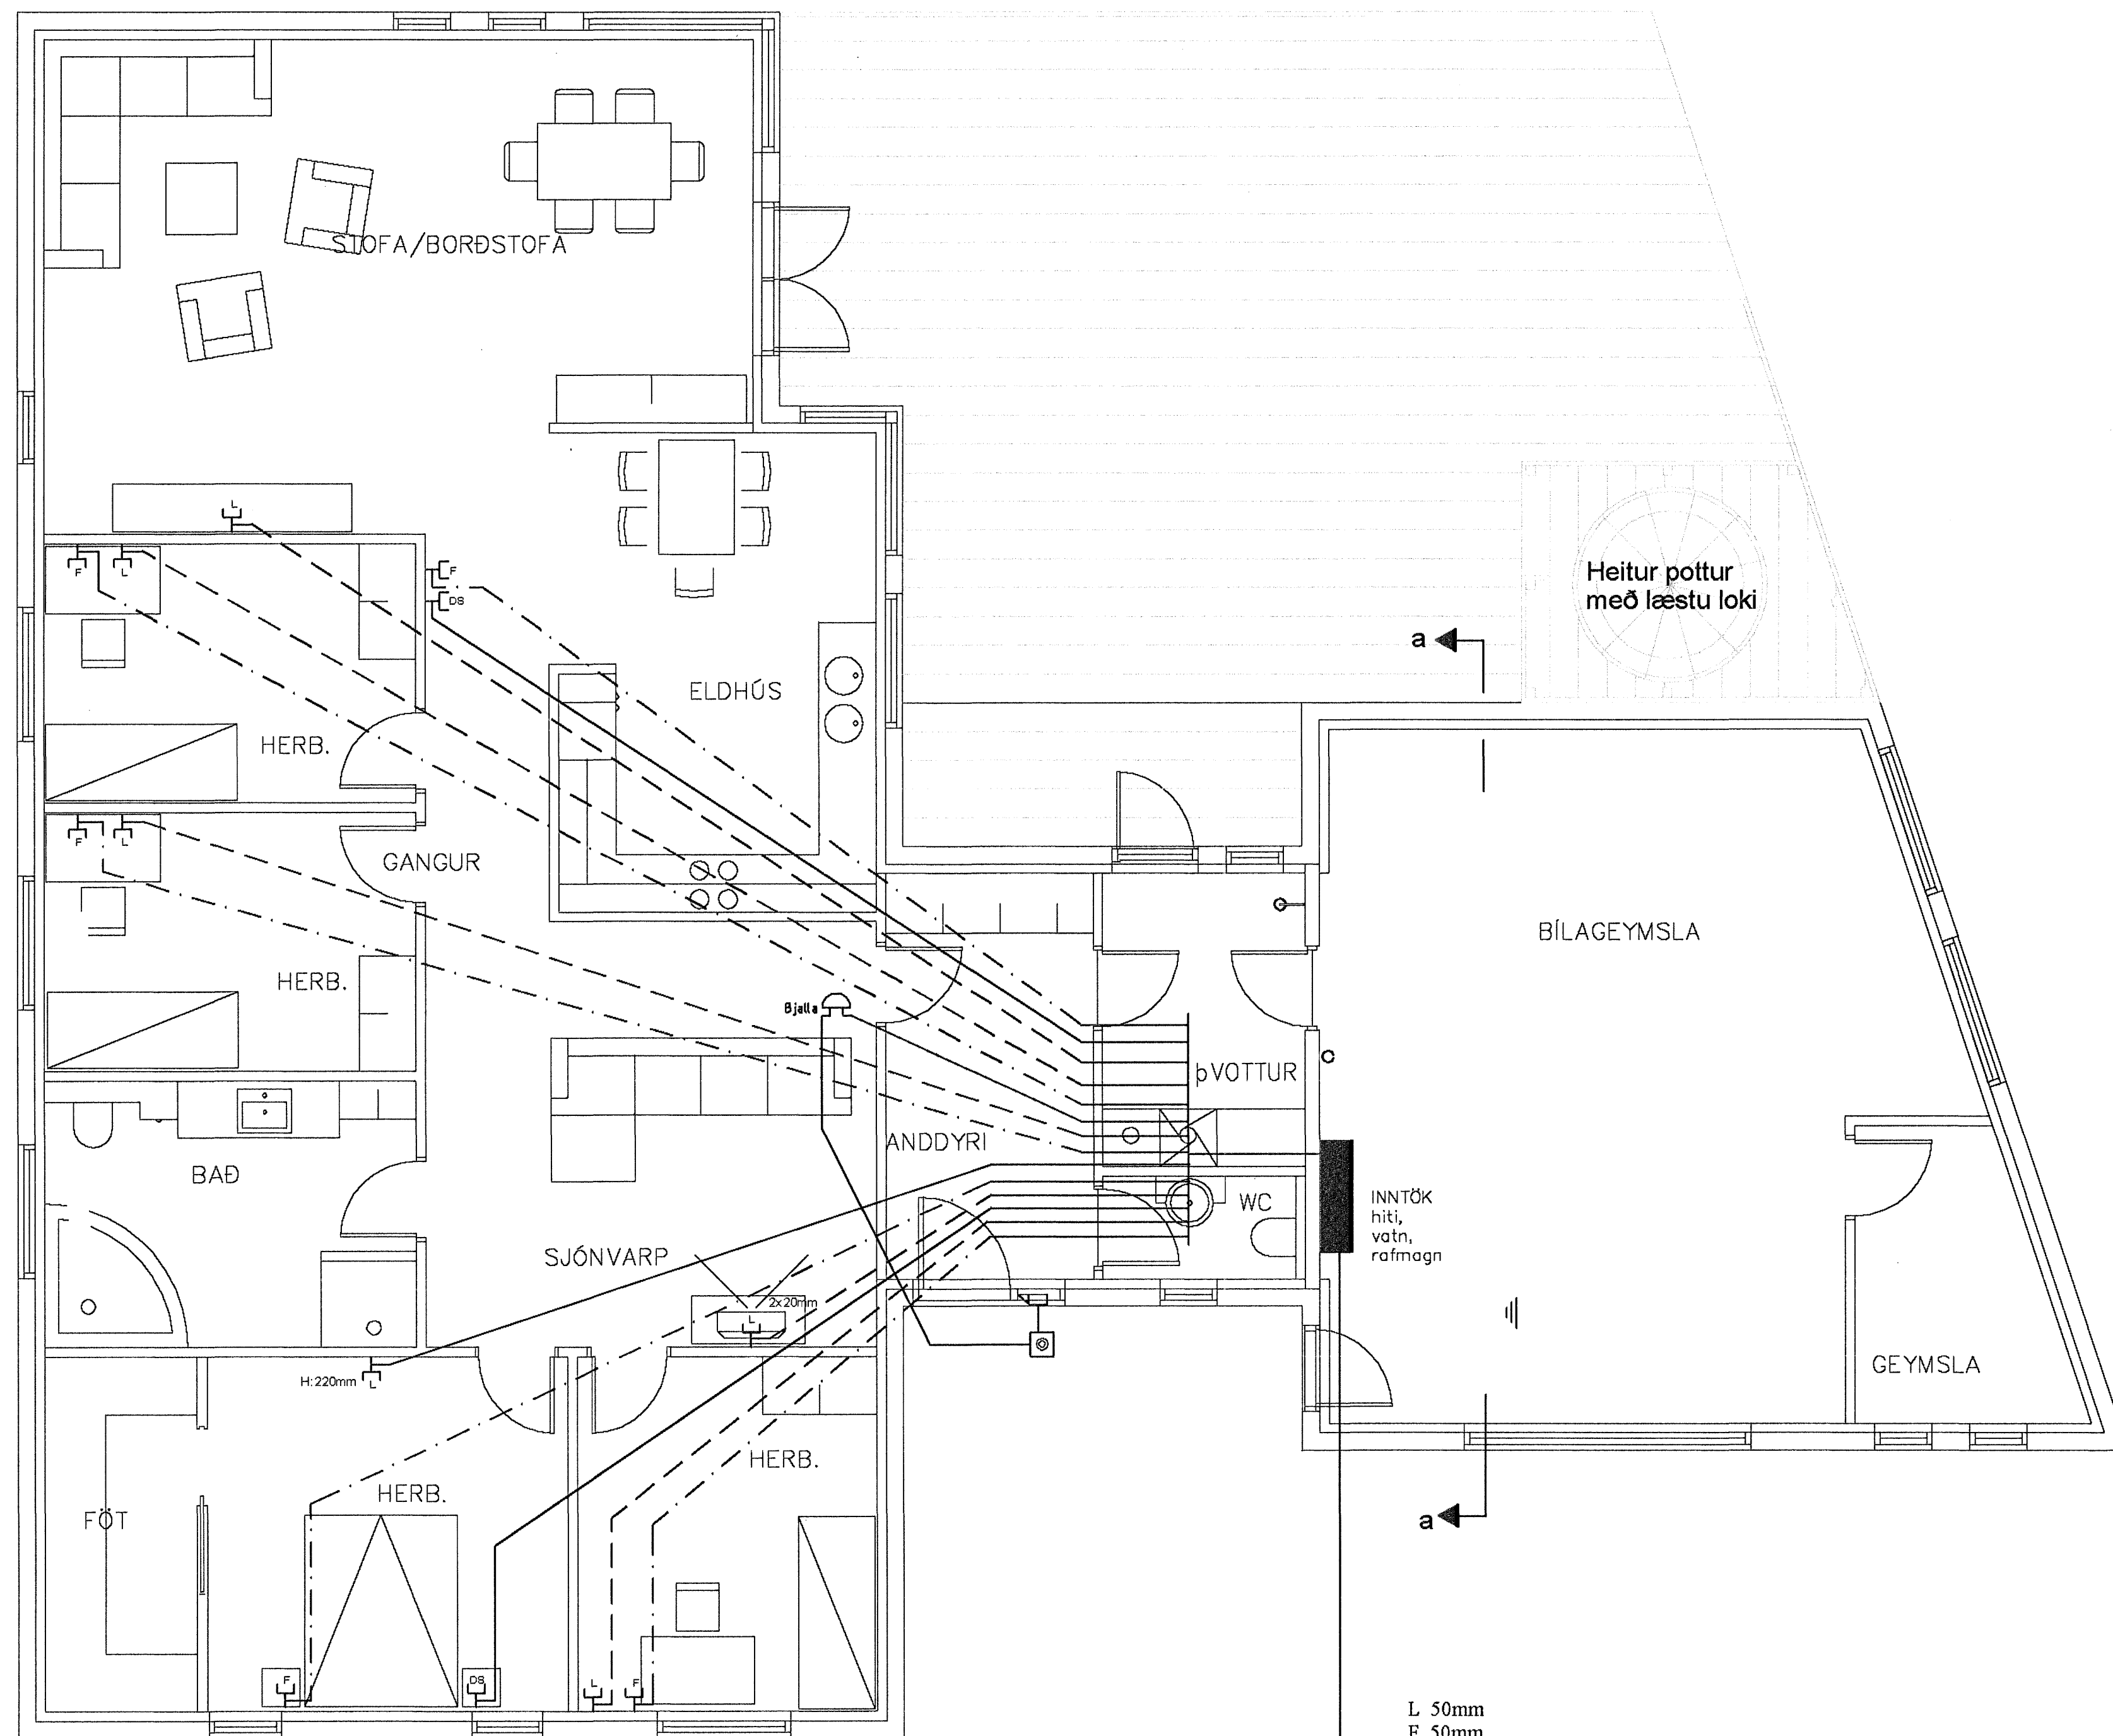 STOFA/BORÐSTOFA
L
F
L
F
DS
Heitur pottur
með læstu loki
a
ELDHÚS
HERB.
F
L
GANGUR
BÍLAGEYMSLA
HERB.
Bjalla
ÞVOTTUR
ANDDYRI
BAÐ
WC
INNTÖK
hiti,
vatn,
rafmagn
SJÓNVARP
2x20mm
L
H:220mm
L
GEYMSLA
HERB.
HERB.
FÖT
a
F
DS
L
F
L 50mm
F 50mm